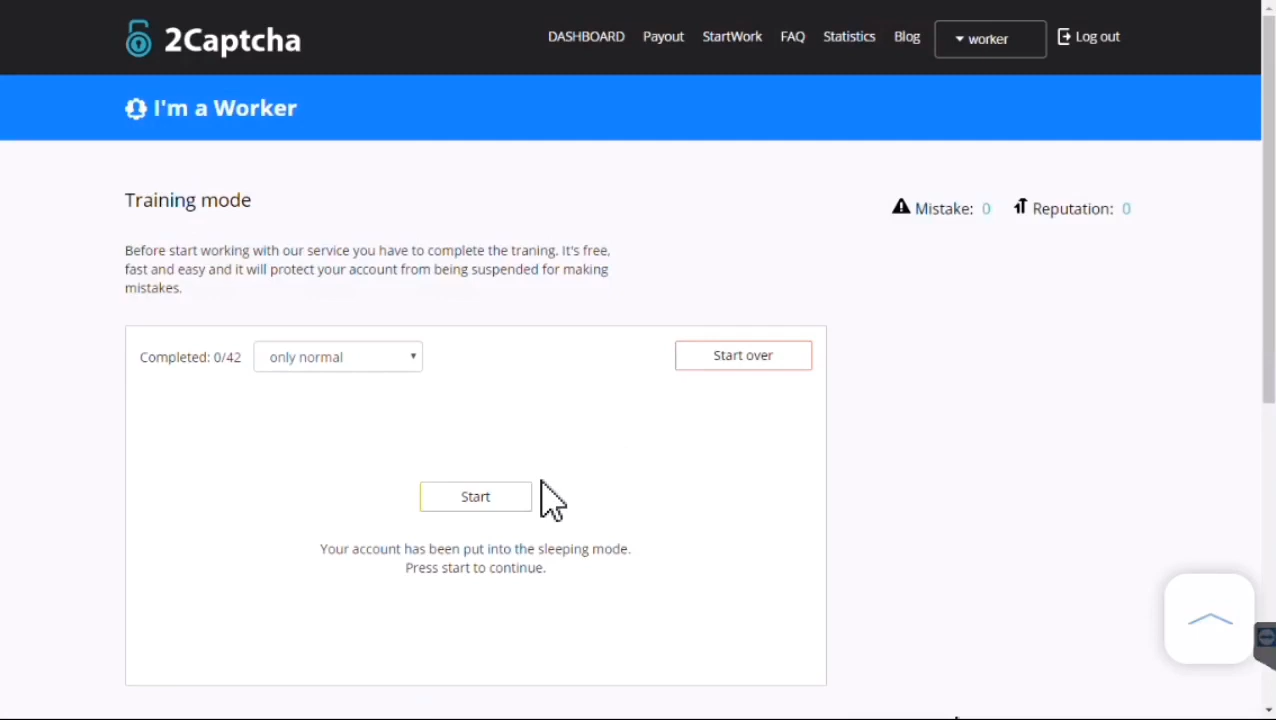 2Captcha
DASHBOARD Payout StartWork FAQ Statistics Blog worker Log out
I'm a Worker
Training mode
Mistake: 0 Reputation: 0
Before start working with our service you have to complete the traning. It's free,
fast and easy and it will protect your account from being suspended for making
mistakes.
Completed: 0/42 only normal Start over
Start
Your account has been put into the sleeping mode.
Press start to continue.